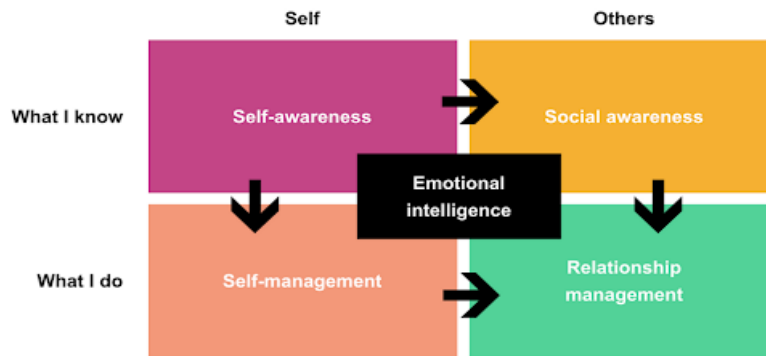 Self
Others
What I know
Self-awareness
Social awareness
Emotional
intelligence
What I do
Self-management
Relationship
management